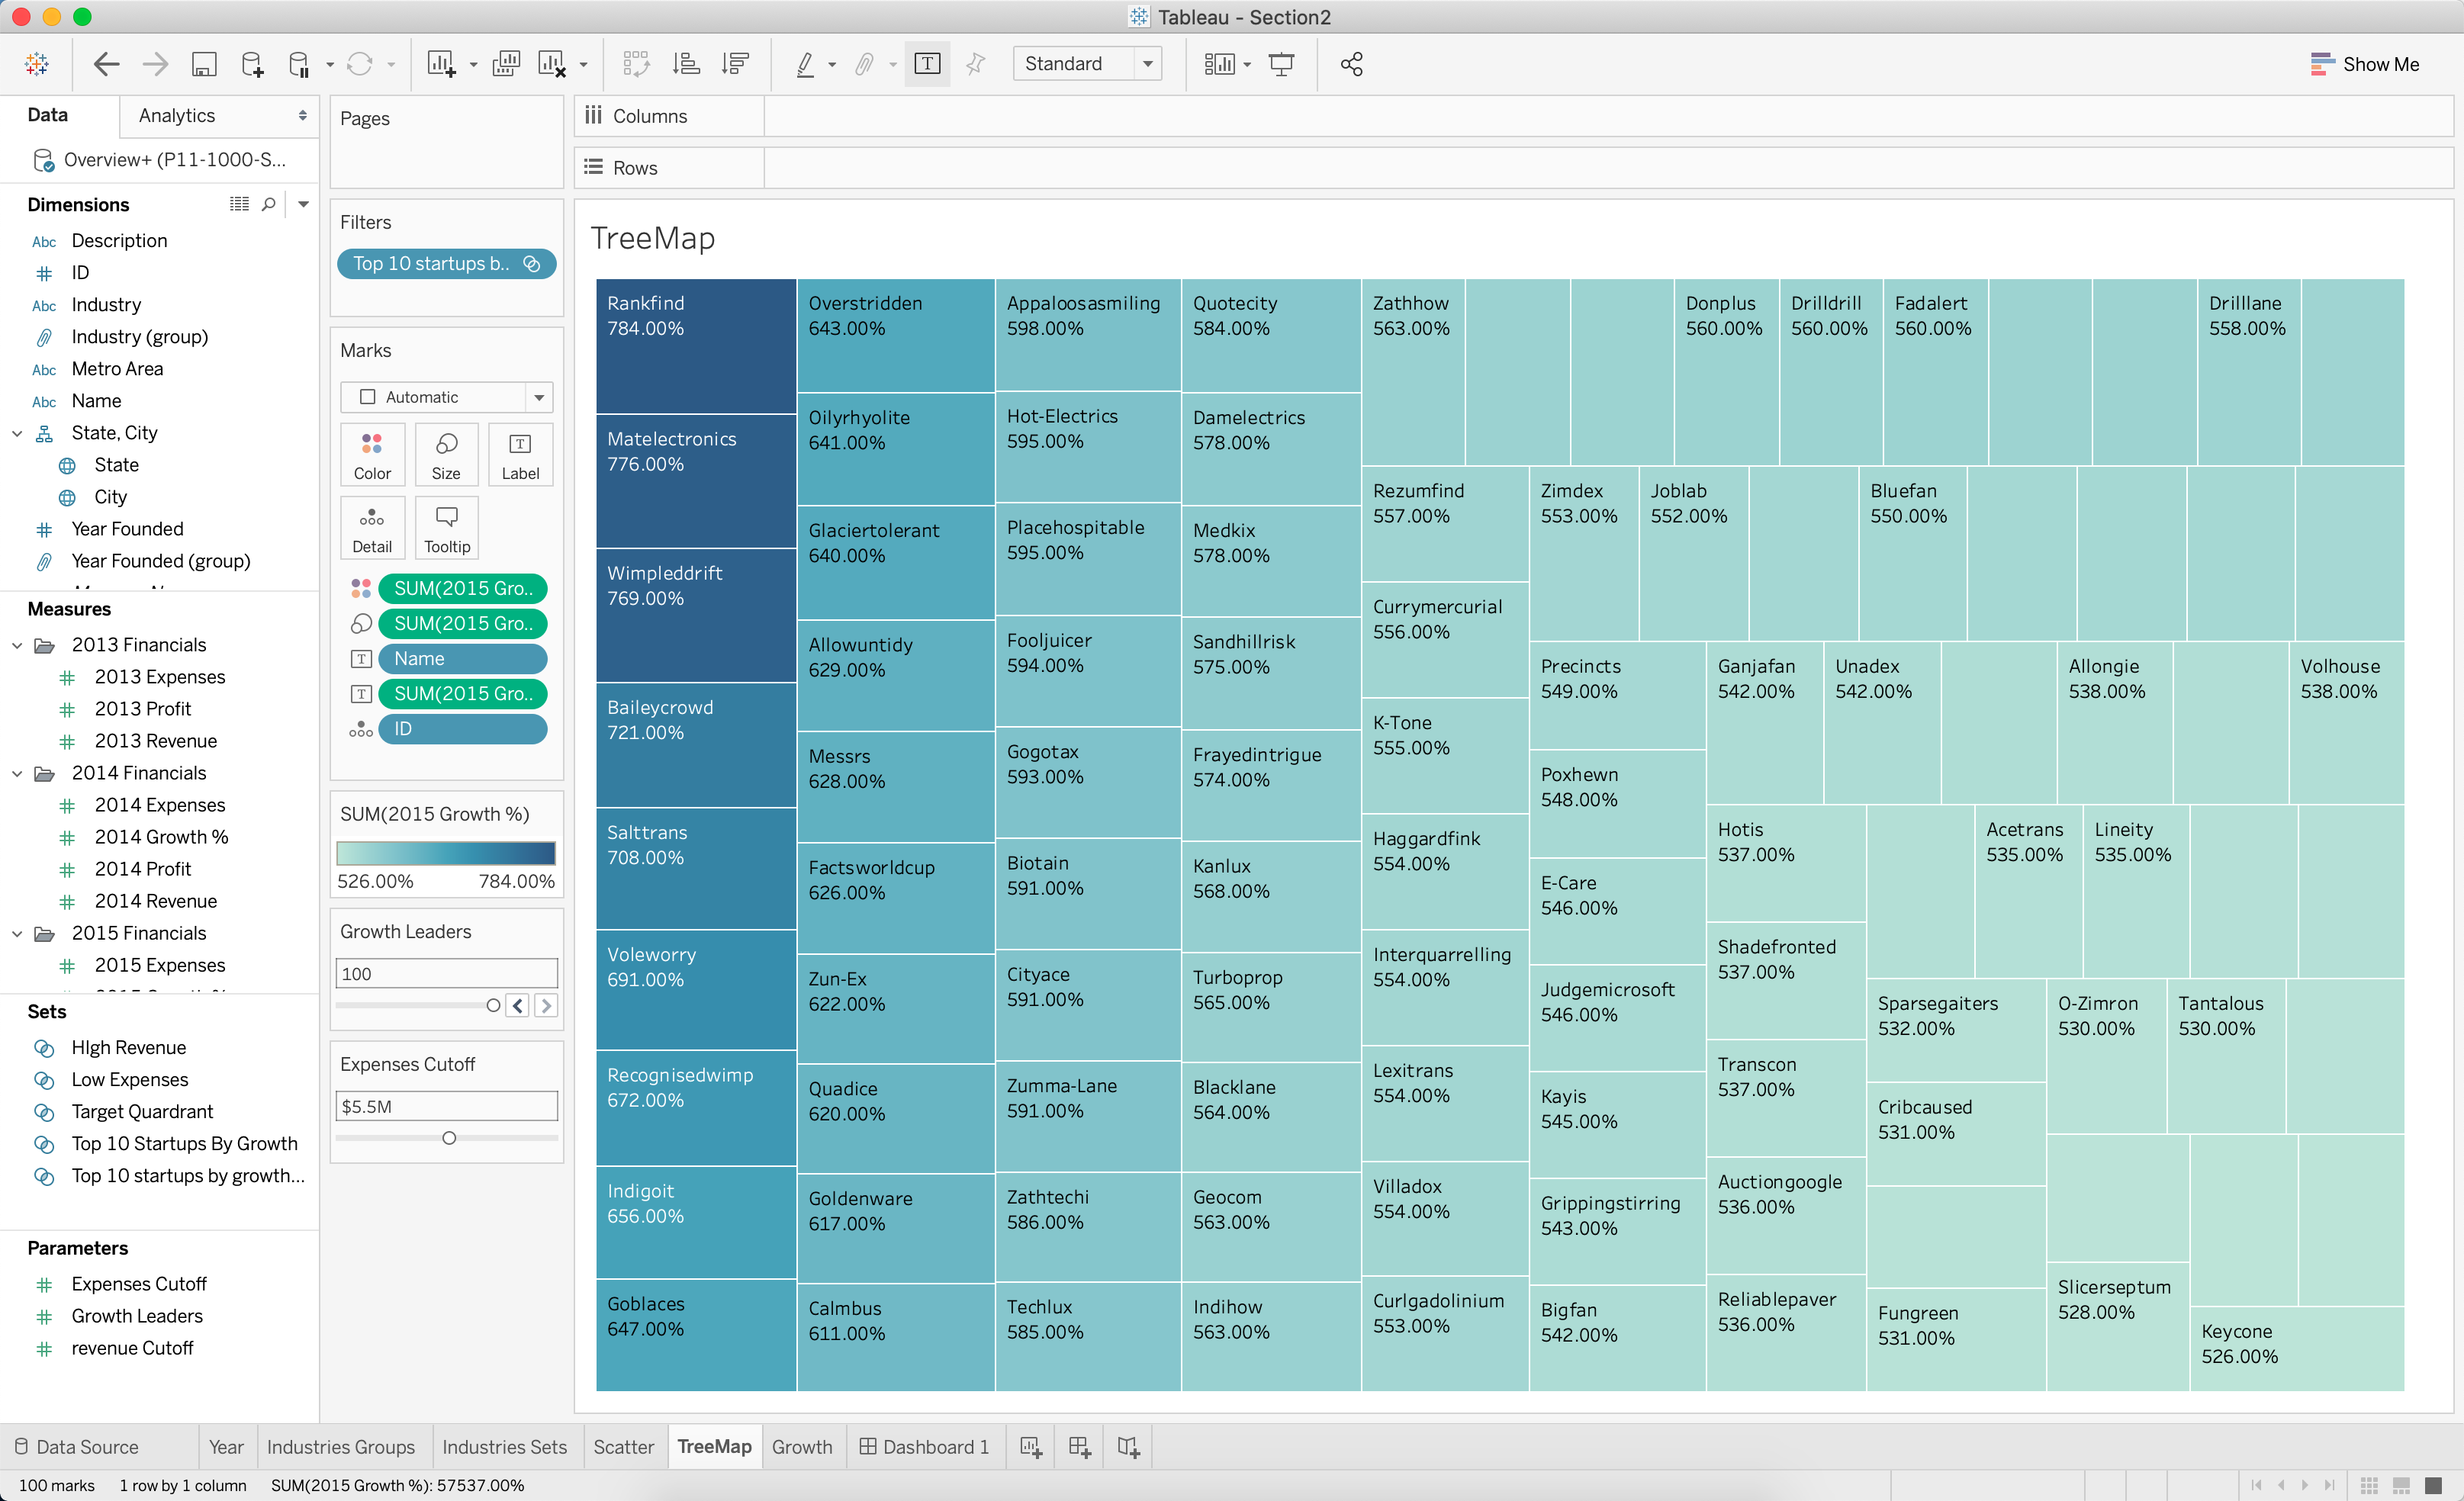 Tableau - Section2
Standard
Show Me
Data
Analytics
Overview+ (P11-1000-S...
Dimensions
Abc Description
ID
Abc Industry
Industry (group)
Abc Metro Area
Abc Name
State, City
State
City
Year Founded
Year Founded (group)
Measures
2013 Financials
2013 Expenses
2013 Profit
2013 Revenue
2014 Financials
2014 Expenses
2014 Growth %
2014 Profit
2014 Revenue
2015 Financials
2015 Expenses
Sets
HIgh Revenue
Low Expenses
Target Qurdrant
Top 10 Startups By Growth
Top 10 startups by growth...
Parameters
Expenses Cutoff
Growth Leaders
revenue Cutoff
Pages
Filters
Top 10 startups b..
Marks
Automatic
Color
Size
Label
Detail
Tooltip
SUM(2015 Gro..
SUM(2015 Gro..
Name
SUM(2015 Gro..
ID
SUM(2015 Growth %)
526.00% 784.00%
Growth Leaders
100
Expenses Cutoff
$5.5M
Columns
Rows
TreeMap
Rankfind
784.00%
Matelectronics
776.00%
Wimpleddrift
769.00%
Baileycrowd
721.00%
Salttrans
708.00%
Voleworry
691.00%
Recognisedwimp
672.00%
Indigoit
656.00%
Goblaces
647.00%
Overstridden
643.00%
Oilyrhyolite
641.00%
Glaciertolerant
640.00%
Allowuntidy
629.00%
Messrs
628.00%
Factsworldcup
626.00%
Zun-Ex
622.00%
Quadice
620.00%
Goldenware
617.00%
Calmbus
611.00%
Appaloosasmiling
598.00%
Hot-Electrics
595.00%
Placehospitable
595.00%
Fooljuicer
594.00%
Gogotax
593.00%
Biotain
591.00%
Cityace
591.00%
Zumma-Lane
591.00%
Zathtechi
586.00%
Techlux
585.00%
Quotecity
584.00%
Damelectrics
578.00%
Medkix
578.00%
Sandhillrisk
575.00%
Frayedintrigue
574.00%
Kanlux
568.00%
Turboprop
565.00%
Blacklane
564.00%
Geocom
563.00%
Indihow
563.00%
Zathhow
563.00%
Donplus
560.00%
Drilldrill
560.00%
Fadalert
560.00%
Drilllane
558.00%
Rezumfind
557.00%
Currymercurial
556.00%
K-Tone
555.00%
Haggardfink
554.00%
Interquarrelling
554.00%
Lexitrans
554.00%
Villadox
554.00%
Curlgadolinium
553.00%
Zimdex
553.00%
Joblab
552.00%
Bluefan
550.00%
Precincts
549.00%
Poxhewn
548.00%
E-Care
546.00%
Judgemicrosoft
546.00%
Kayis
545.00%
Grippingstirring
543.00%
Bigfan
542.00%
Ganjafan
542.00%
Unadex
542.00%
Allongie
538.00%
Volhouse
538.00%
Hotis
537.00%
Shadefronted
537.00%
Transcon
537.00%
Auctiongoogle
536.00%
Reliablepaver
536.00%
Acetrans
535.00%
Lineity
535.00%
Sparsegaiters
532.00%
Cribcaused
531.00%
Fungreen
531.00%
O-Zimron
530.00%
Tantalous
530.00%
Slicerseptum
528.00%
Keycone
526.00%
Data Source
Year
Industries Groups
Industries Sets
Scatter
TreeMap
Growth
Dashboard 1
100 marks 1 row by 1 column SUM(2015 Growth %): 57537.00%